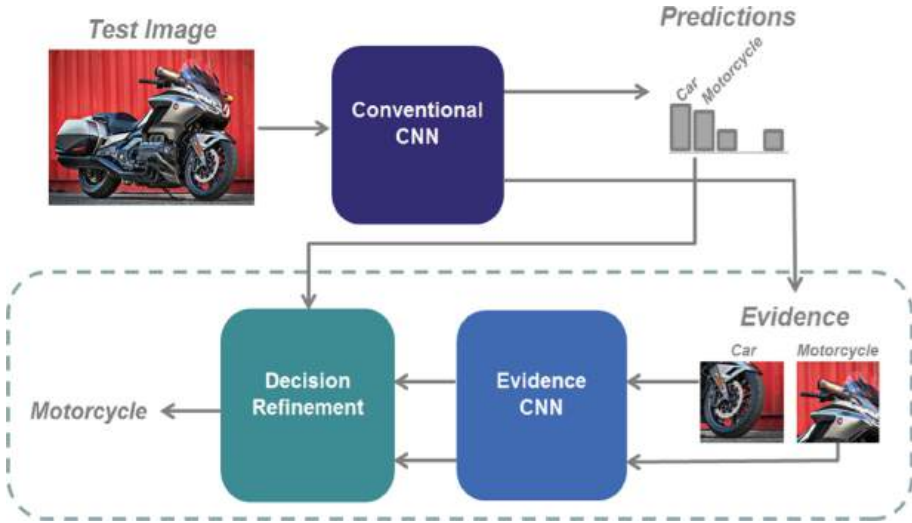 Test Image
Predictions
Car
Motorcycle
Conventional
CNN
Evidence
Car
Motorcycle
Decision
Refinement
Evidence
CNN
Motorcycle